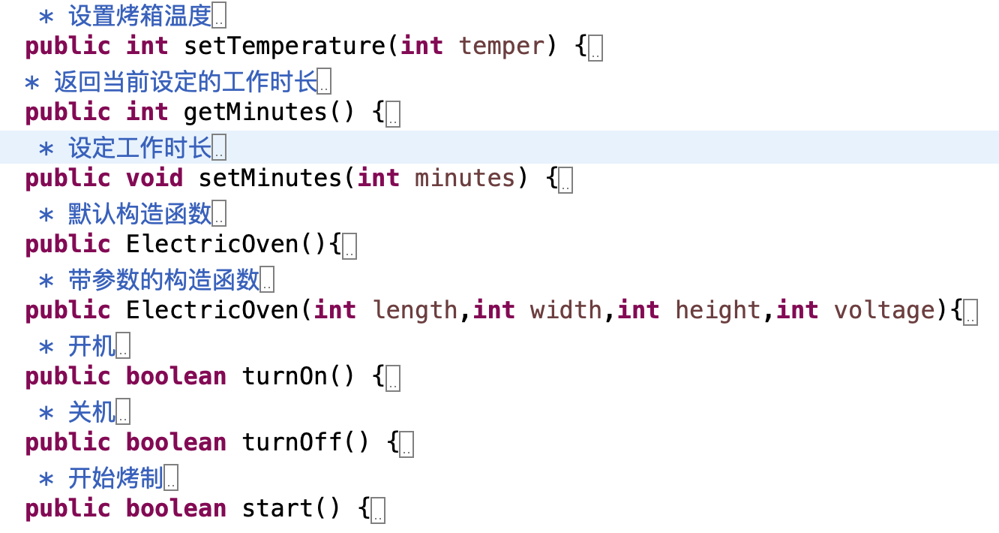 * 设置烤箱温度
public int setTemperature(int temper) {
* 返回当前设定的工作时长
public int getMinutes() {
* 设定工作时长
public void setMinutes(int minutes) {
* 默认构造函数
public ElectricOven(){
* 带参数的构造函数
public ElectricOven(int length,int width,int height,int voltage){
* 开机
public boolean turnOn() {
* 关机
public boolean turnOff() {
* 开始烤制
public boolean start() {